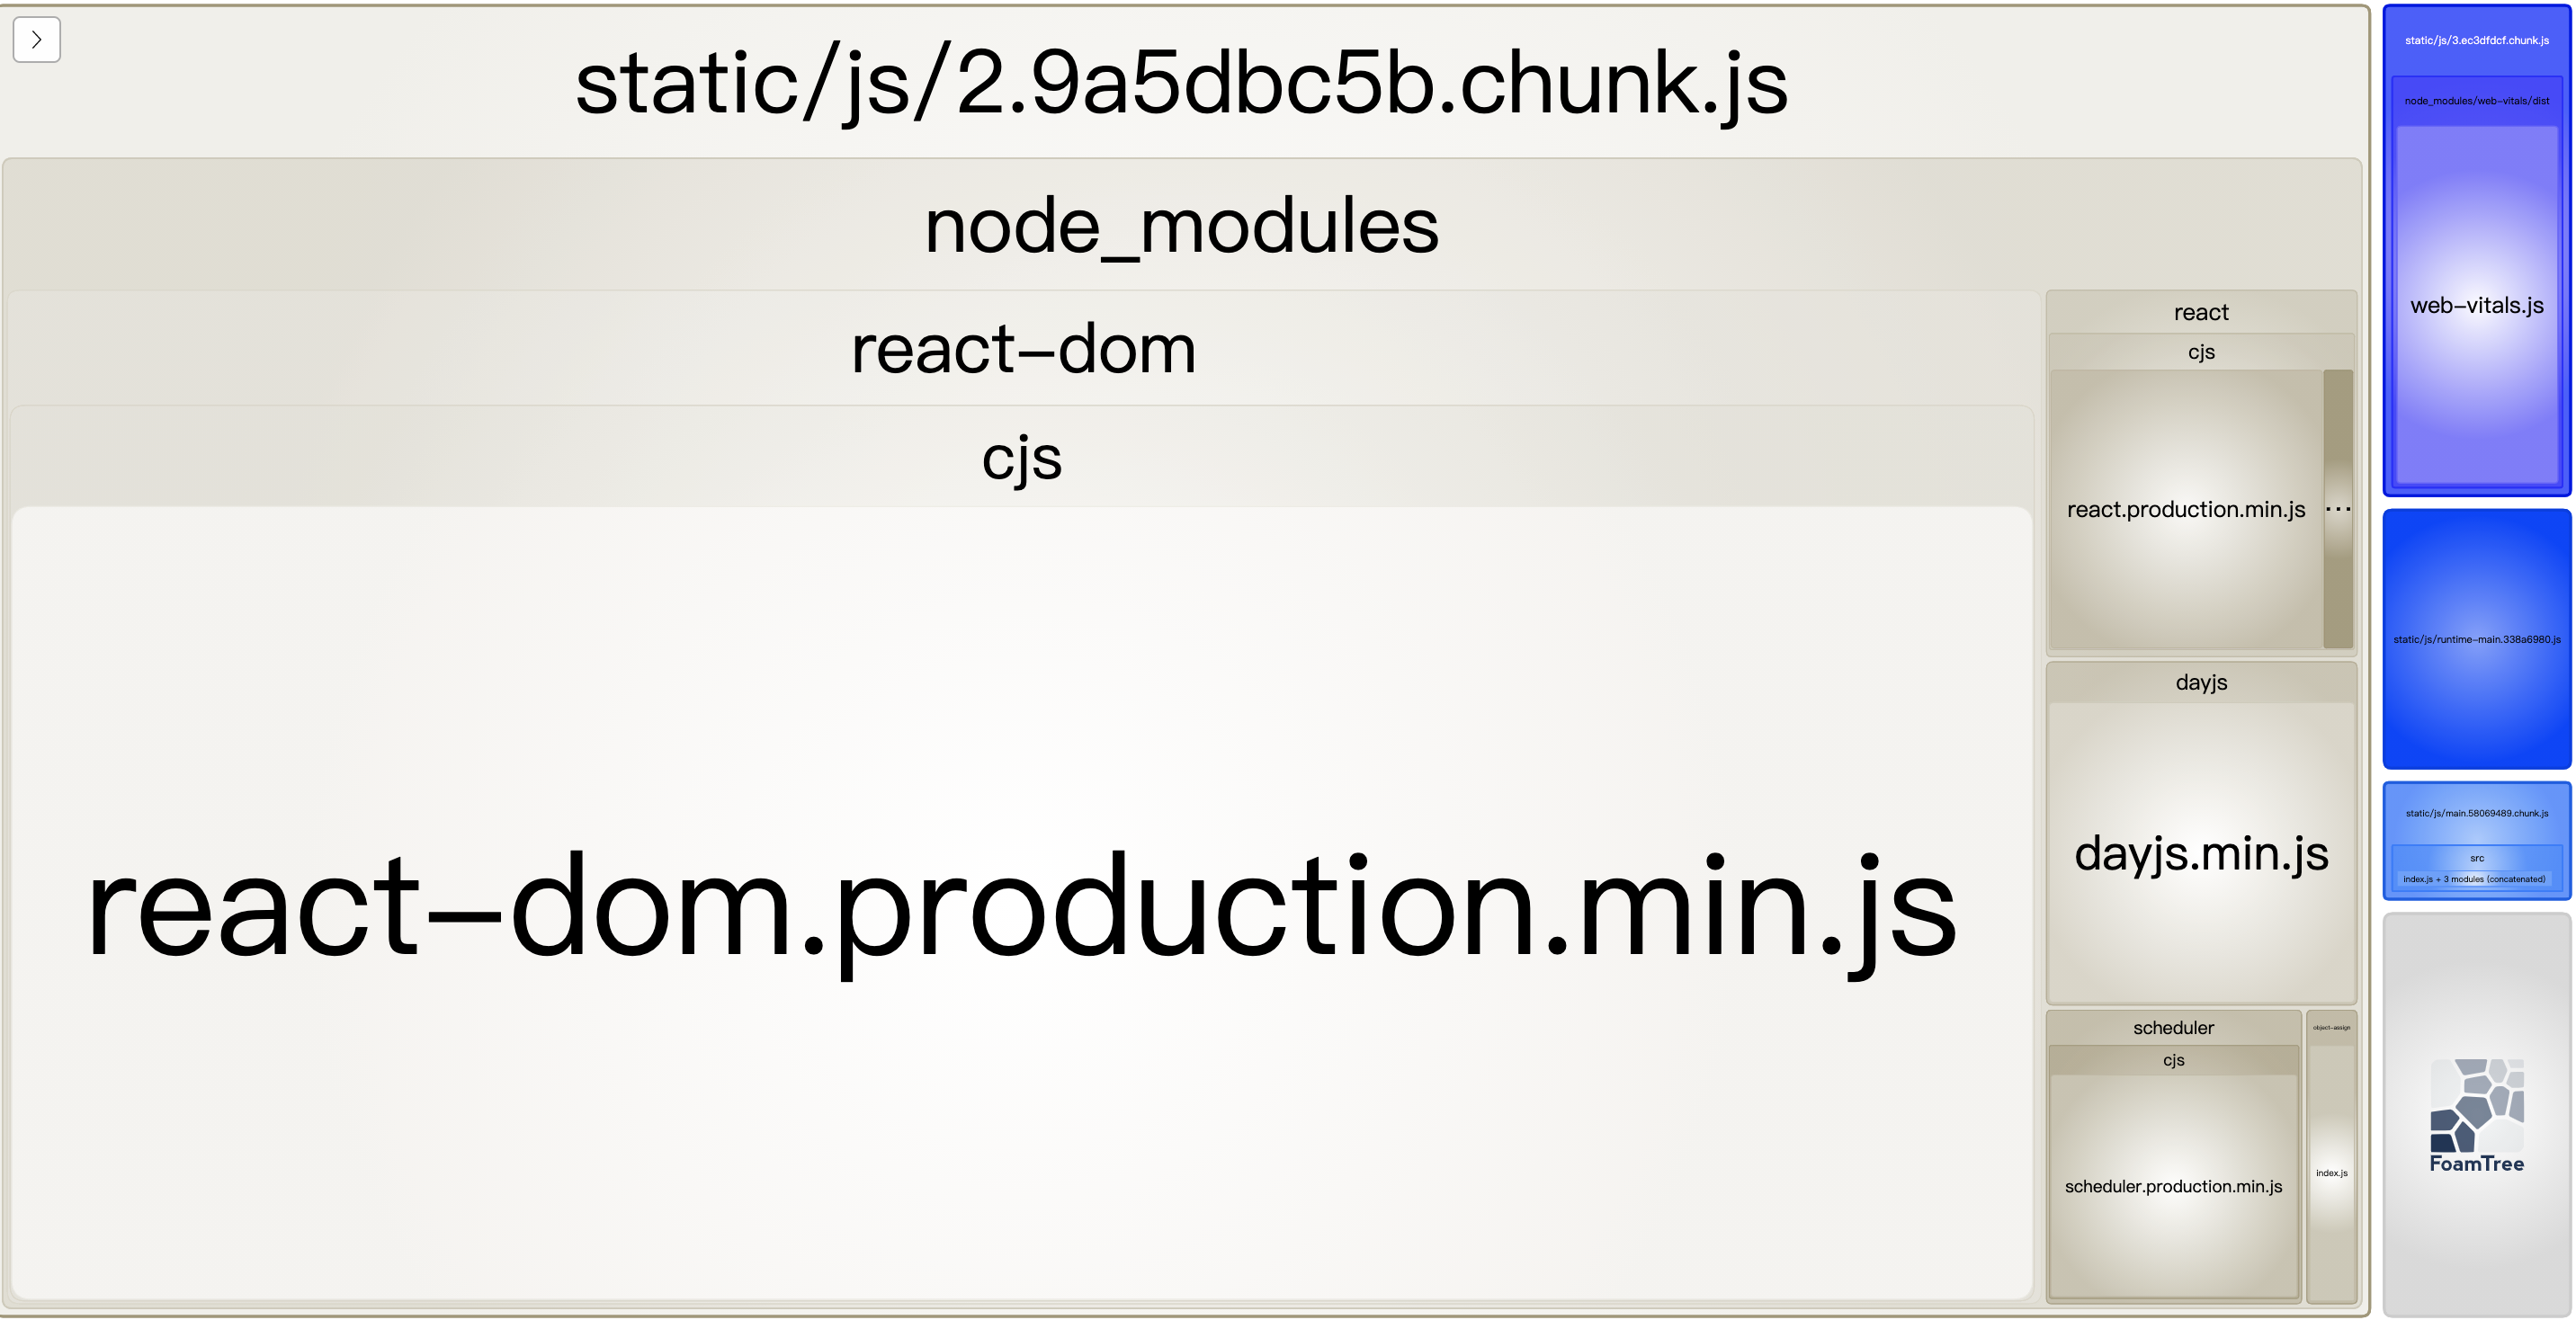 static/js/2.9a5dbc5b.chunk.js
node_modules
react-dom
cjs
react-dom.production.min.js
react
cjs
react.production.min.js
...
dayjs
dayjs.min.js
scheduler
cjs
scheduler.production.min.js
object-assign
index.js
static/js/3.ec3dfdcf.chunk.js
node_modules/web-vitals/dist
web-vitals.js
static/js/runtime-main.338a6980.js
static/js/main.58069489.chunk.js
src
index.js + 3 modules (concatenated)
FoamTree